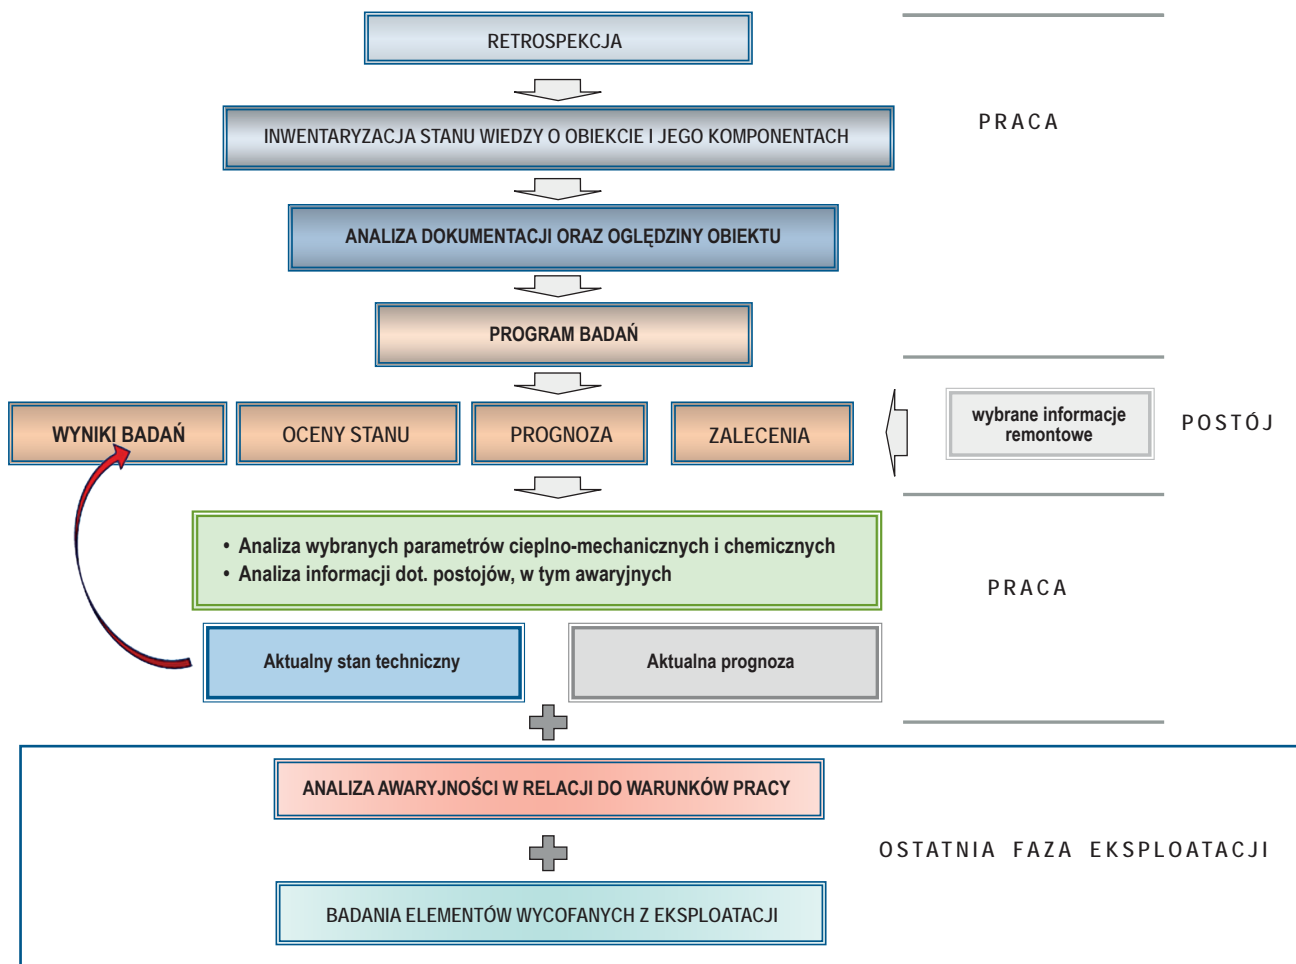 RETROSPEKCJA
PRACA
INWENTARYZACJA STANU WIEDZY O OBIEKCIE I JEGO KOMPONENTACH
ANALIZA DOKUMENTACJI ORAZ OGLĘDZINY OBIEKTU
PROGRAM BADAŃ
WYNIKI BADAŃ
OCENY STANU
PROGNOZA
ZALECENIA
wybrane informacje
remontowe
POSTÓJ
• Analiza wybranych parametrów cieplno-mechanicznych i chemicznych
• Analiza informacji dot. postojów, w tym awaryjnych
PRACA
Aktualny stan techniczny
Aktualna prognoza
ANALIZA AWARYJNOŚCI W RELACJI DO WARUNKÓW PRACY
OSTATNIA FAZA EKSPLOATACJI
BADANIA ELEMENTÓW WYCOFANYCH Z EKSPLOATACJI